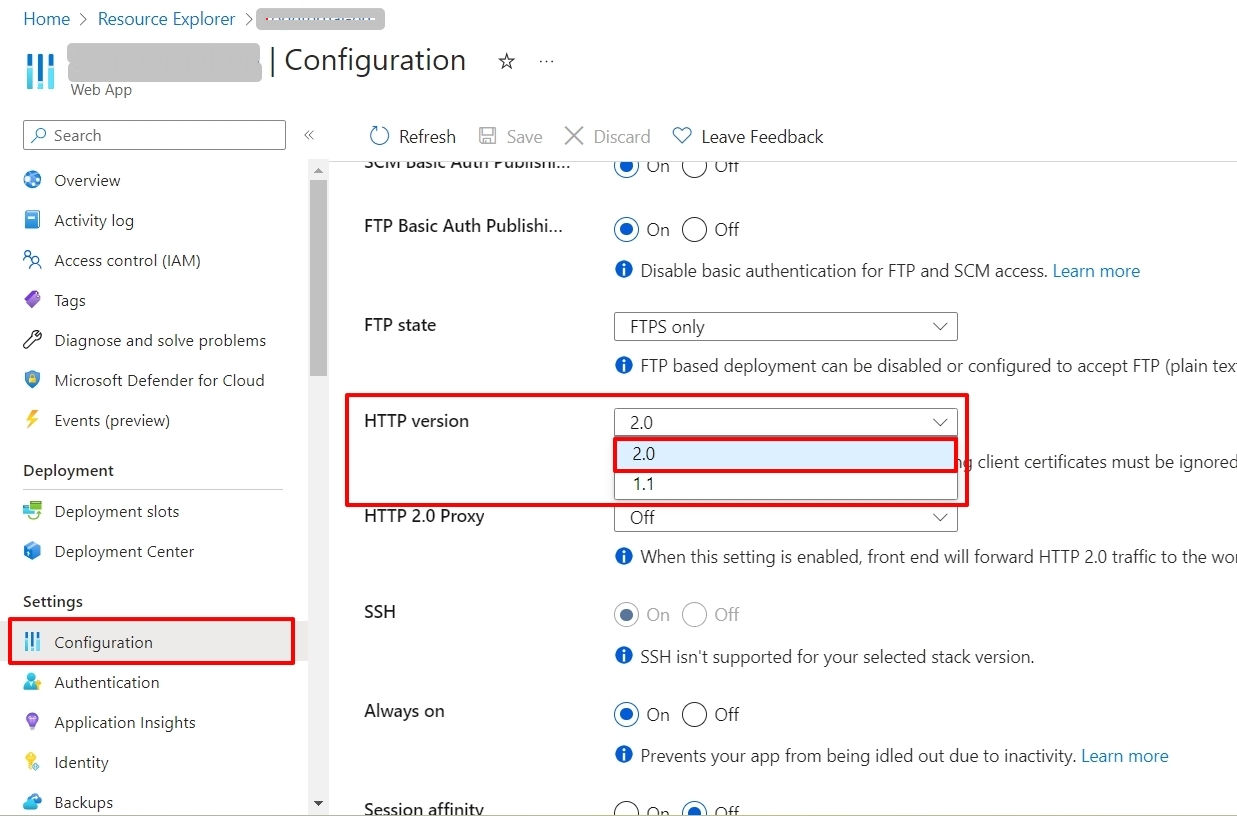 Home > Resource Explorer >
| Configuration
Web App
Search
Refresh Save Discard Leave Feedback
Overview
Activity log
Access control (IAM)
Tags
Diagnose and solve problems
Microsoft Defender for Cloud
Events (preview)
Deployment
Deployment slots
Deployment Center
Settings
Configuration
Authentication
Application Insights
Identity
Backups
SCM Basic Auth Publishi... On Off
FTP Basic Auth Publishi... On Off
Disable basic authentication for FTP and SCM access. Learn more
FTP state FTPS only
FTP based deployment can be disabled or configured to accept FTP (plain tex
HTTP version 2.0
2.0
client certificates must be ignored
1.1
HTTP 2.0 Proxy Off
When this setting is enabled, front end will forward HTTP 2.0 traffic to the wo
SSH On Off
SSH isn't supported for your selected stack version.
Always on On Off
Prevents your app from being idled out due to inactivity. Learn more
Session affinity On Off